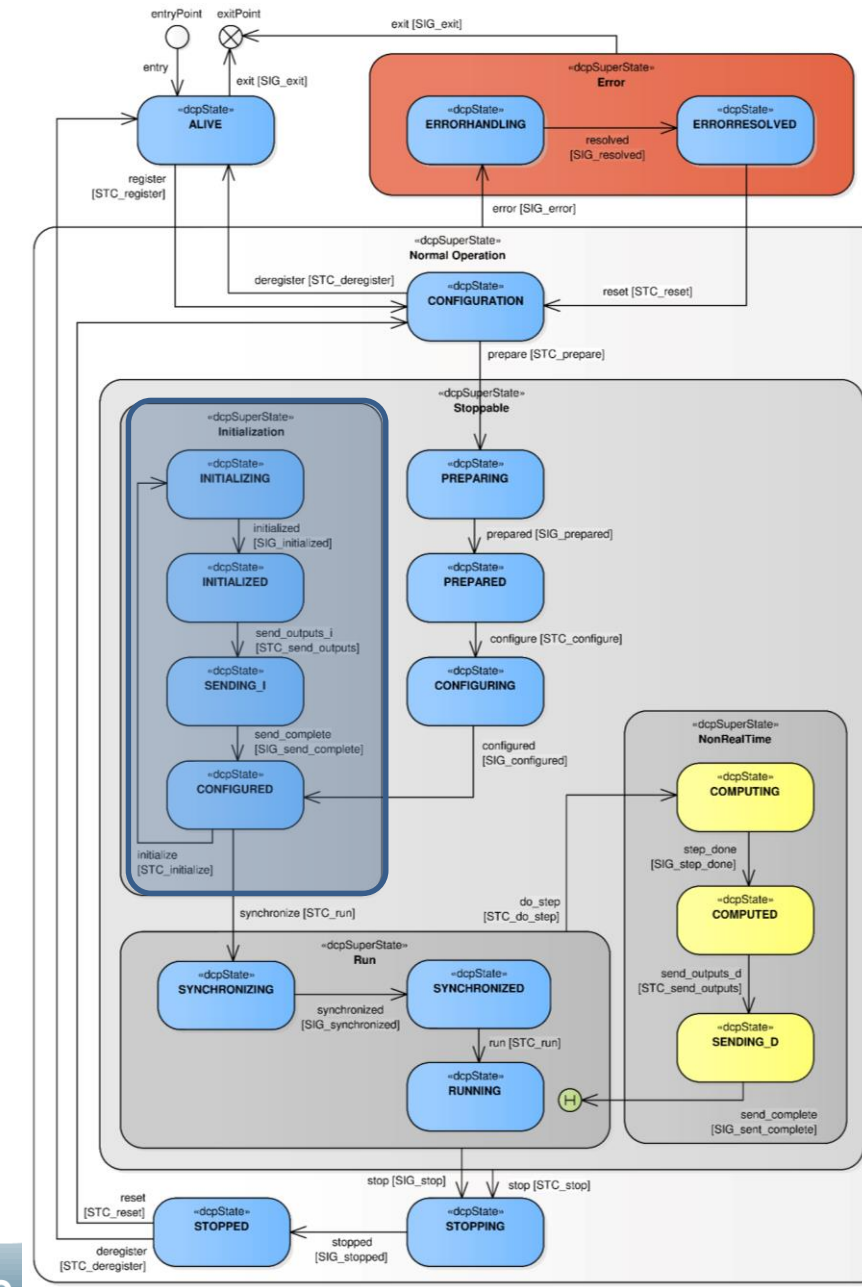 entryPoint
exitPoint
exit [SIG_exit]
entry
exit [SIG_exit]
«dcpSuperState»
Error
«dcpState»
ALIVE
«dcpState»
ERRORHANDLING
«dcpState»
ERRORRESOLVED
resolved
[SIG_resolved]
register
[STC_register]
error [SIG_error]
«dcpSuperState»
Normal Operation
deregister [STC_deregister]
«dcpState»
CONFIGURATION
reset [STC_reset]
prepare [STC_prepare]
«dcpSuperState»
Stoppable
«dcpSuperState»
Initialization
«dcpState»
INITIALIZING
«dcpState»
PREPARING
initialized
[SIG_initialized]
prepared [SIG_prepared]
«dcpState»
INITIALIZED
«dcpState»
PREPARED
send_outputs_i
[STC_send_outputs]
configure [STC_configure]
«dcpState»
SENDING_I
«dcpState»
CONFIGURING
send_complete
[SIG_send_complete]
configured
[SIG_configured]
«dcpSuperState»
NonRealTime
«dcpState»
CONFIGURED
«dcpState»
COMPUTING
initialize
[STC_initialize]
step_done
[SIG_step_done]
synchronize [STC_run]
do_step
[STC_do_step]
«dcpState»
COMPUTED
«dcpSuperState»
Run
«dcpState»
SYNCHRONIZING
«dcpState»
SYNCHRONIZED
send_outputs_d
[STC_send_outputs]
synchronized
[SIG_synchronized]
«dcpState»
SENDING_D
run [STC_run]
«dcpState»
RUNNING
H
send_complete
[SIG_sent_complete]
stop [SIG_stop]
stop [STC_stop]
reset
[STC_reset]
«dcpState»
STOPPED
«dcpState»
STOPPING
stopped
[SIG_stopped]
deregister
[STC_deregister]